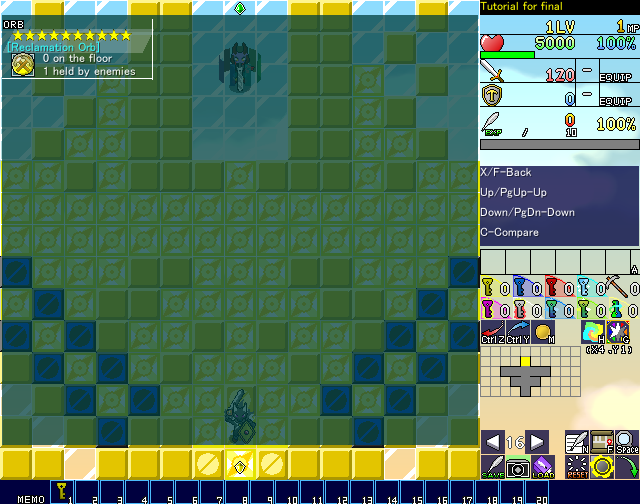 Tutorial for final
ORB
[Reclamation Orb]
0 on the floor
1 held by enemies
1LV 1MP
5000 100%
120 - EQUIP
0 - EQUIP
EXP / 0 10 100%
X/F-Back
Up/PgUp-Up
Down/PgDn-Down
C-Compare
A
0 0 0 0 0
0 0 0 0 0
Ctrl Z Ctrl Y M H G
(X4,Y1)
16 N F Space
SAVE LOAD RESET
MEMO 1 2 3 4 5 6 7 8 9 10 11 12 13 14 15 16 17 18 19 20